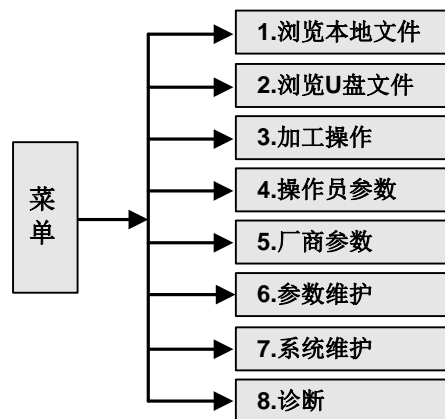 菜单
1.浏览本地文件
2.浏览U盘文件
3.加工操作
4.操作员参数
5.厂商参数
6.参数维护
7.系统维护
8.诊断